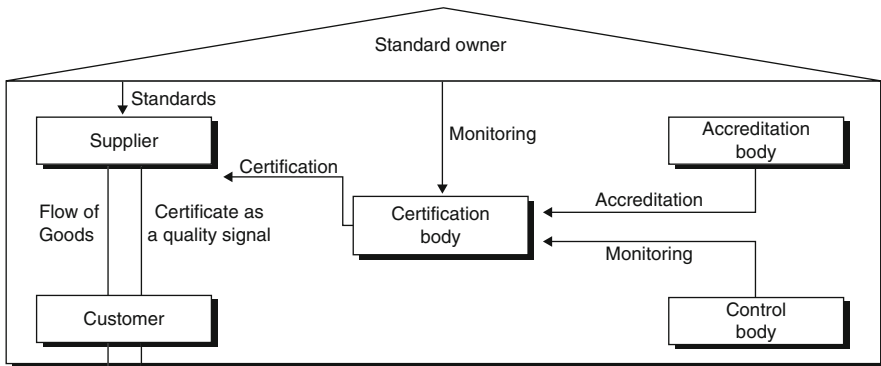 Standard owner
Standards
Supplier
Monitoring
Accreditation
body
Certification
Flow of
Goods
Certificate as
a quality signal
Certification
body
Accreditation
Monitoring
Customer
Control
body